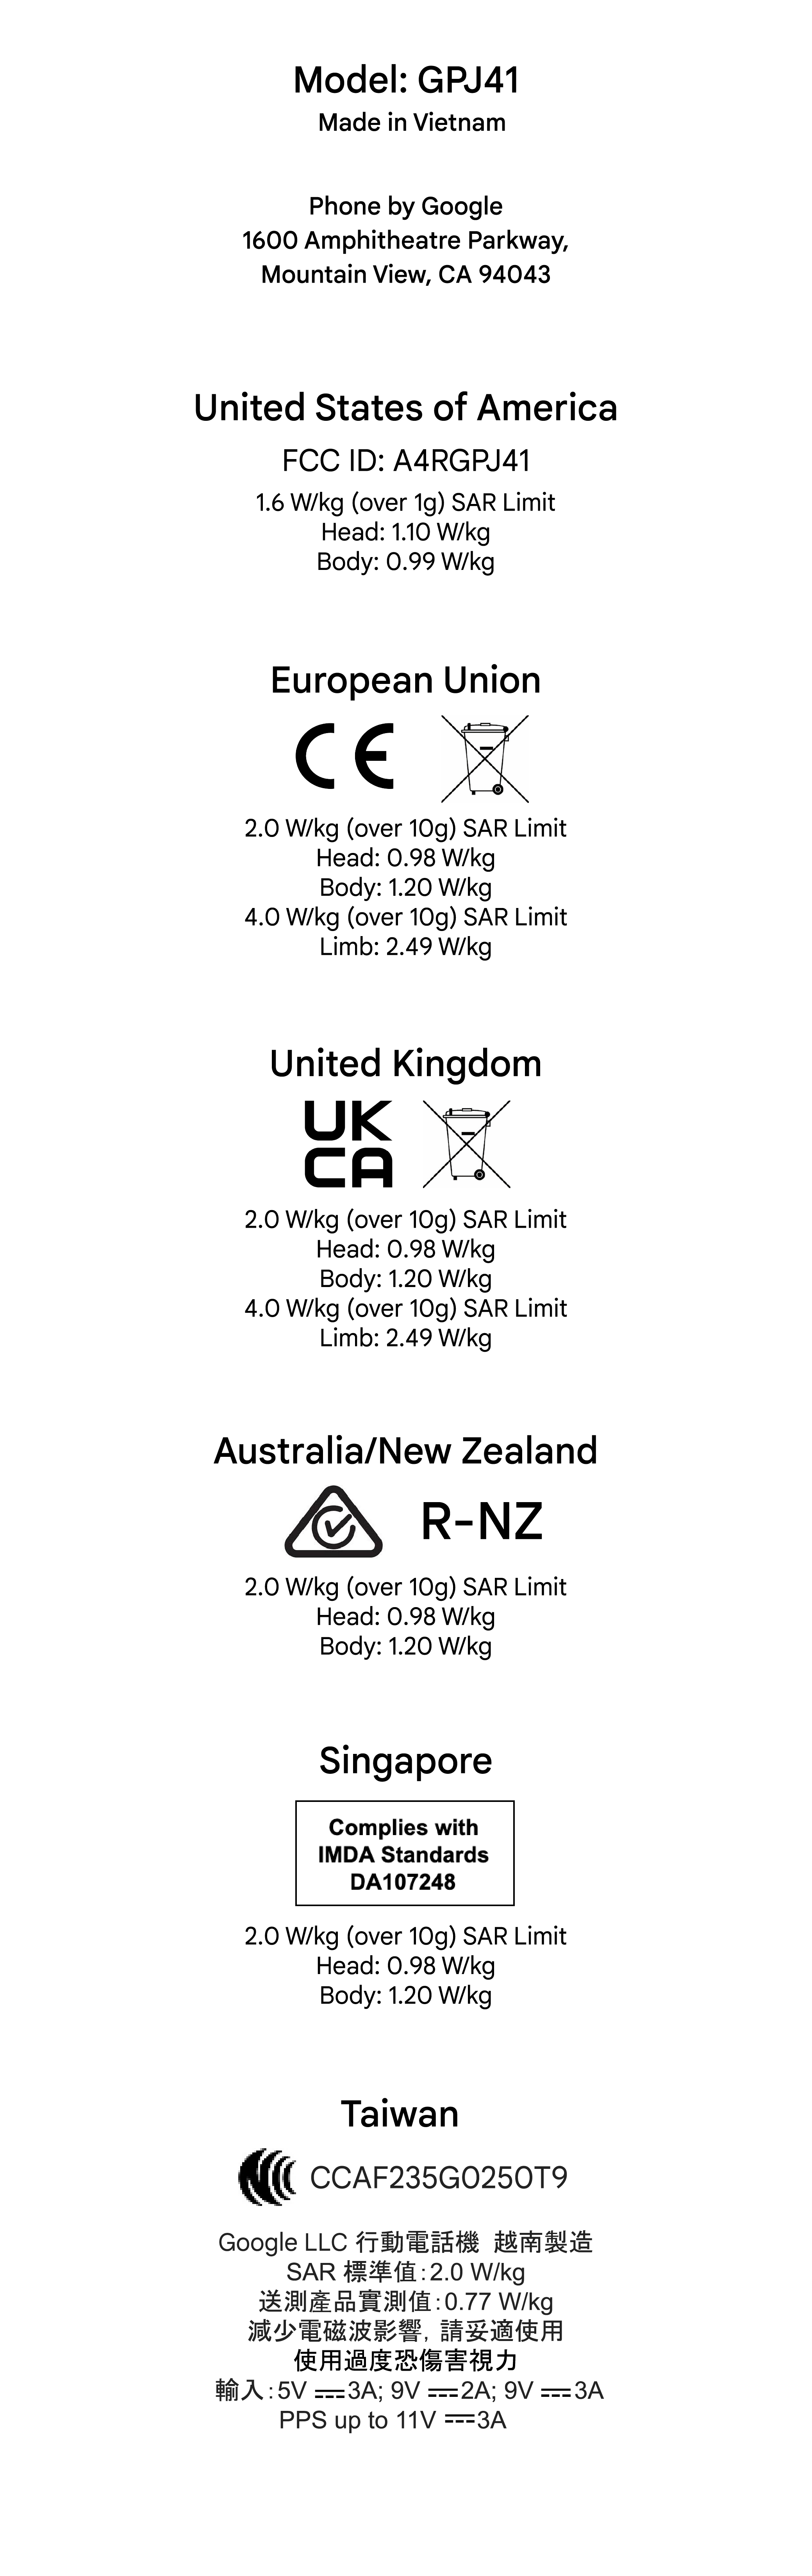 Model: GPJ41
Made in Vietnam
Phone by Google
1600 Amphitheatre Parkway,
Mountain View, CA 94043
United States of America
FCC ID: A4RGPJ41
1.6 W/kg (over 1g) SAR Limit
Head: 1.10 W/kg
Body: 0.99 W/kg
European Union
CE
2.0 W/kg (over 10g) SAR Limit
Head: 0.98 W/kg
Body: 1.20 W/kg
4.0 W/kg (over 10g) SAR Limit
Limb: 2.49 W/kg
United Kingdom
UK
CA
2.0 W/kg (over 10g) SAR Limit
Head: 0.98 W/kg
Body: 1.20 W/kg
4.0 W/kg (over 10g) SAR Limit
Limb: 2.49 W/kg
Australia/New Zealand
R-NZ
2.0 W/kg (over 10g) SAR Limit
Head: 0.98 W/kg
Body: 1.20 W/kg
Singapore
Complies with
IMDA Standards
DA107248
2.0 W/kg (over 10g) SAR Limit
Head: 0.98 W/kg
Body: 1.20 W/kg
Taiwan
CCAF235G0250T9
Google LLC 行動電話機 越南製造
SAR 標準值：2.0 W/kg
送測產品實測值：0.77 W/kg
減少電磁波影響，請妥適使用
使用過度恐傷害視力
輸入：5V ⎓3A; 9V ⎓2A; 9V ⎓3A
PPS up to 11V ⎓3A